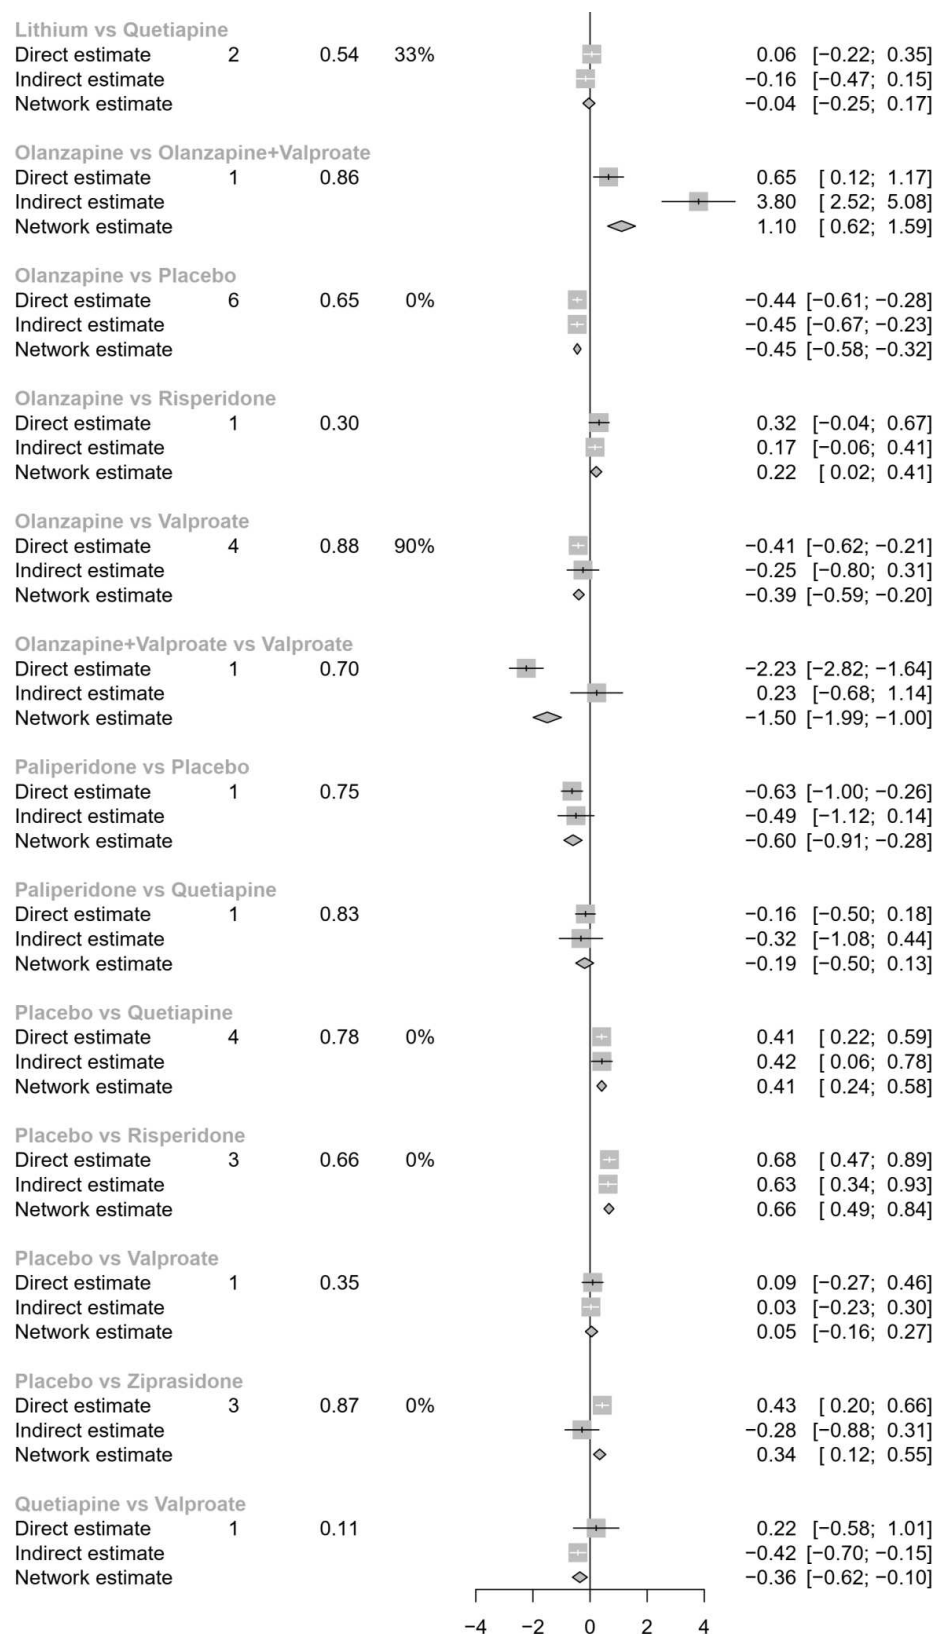 Lithium vs Quetiapine
Direct estimate 2 0.54 33% 0.06 [−0.22; 0.35]
Indirect estimate −0.16 [−0.47; 0.15]
Network estimate −0.04 [−0.25; 0.17]
Olanzapine vs Olanzapine+Valproate
Direct estimate 1 0.86 0.65 [ 0.12; 1.17]
Indirect estimate 3.80 [ 2.52; 5.08]
Network estimate 1.10 [ 0.62; 1.59]
Olanzapine vs Placebo
Direct estimate 6 0.65 0% −0.44 [−0.61; −0.28]
Indirect estimate −0.45 [−0.67; −0.23]
Network estimate −0.45 [−0.58; −0.32]
Olanzapine vs Risperidone
Direct estimate 1 0.30 0.32 [−0.04; 0.67]
Indirect estimate 0.17 [−0.06; 0.41]
Network estimate 0.22 [ 0.02; 0.41]
Olanzapine vs Valproate
Direct estimate 4 0.88 90% −0.41 [−0.62; −0.21]
Indirect estimate −0.25 [−0.80; 0.31]
Network estimate −0.39 [−0.59; −0.20]
Olanzapine+Valproate vs Valproate
Direct estimate 1 0.70 −2.23 [−2.82; −1.64]
Indirect estimate 0.23 [−0.68; 1.14]
Network estimate −1.50 [−1.99; −1.00]
Paliperidone vs Placebo
Direct estimate 1 0.75 −0.63 [−1.00; −0.26]
Indirect estimate −0.49 [−1.12; 0.14]
Network estimate −0.60 [−0.91; −0.28]
Paliperidone vs Quetiapine
Direct estimate 1 0.83 −0.16 [−0.50; 0.18]
Indirect estimate −0.32 [−1.08; 0.44]
Network estimate −0.19 [−0.50; 0.13]
Placebo vs Quetiapine
Direct estimate 4 0.78 0% 0.41 [ 0.22; 0.59]
Indirect estimate 0.42 [ 0.06; 0.78]
Network estimate 0.41 [ 0.24; 0.58]
Placebo vs Risperidone
Direct estimate 3 0.66 0% 0.68 [ 0.47; 0.89]
Indirect estimate 0.63 [ 0.34; 0.93]
Network estimate 0.66 [ 0.49; 0.84]
Placebo vs Valproate
Direct estimate 1 0.35 0.09 [−0.27; 0.46]
Indirect estimate 0.03 [−0.23; 0.30]
Network estimate 0.05 [−0.16; 0.27]
Placebo vs Ziprasidone
Direct estimate 3 0.87 0% 0.43 [ 0.20; 0.66]
Indirect estimate −0.28 [−0.88; 0.31]
Network estimate 0.34 [ 0.12; 0.55]
Quetiapine vs Valproate
Direct estimate 1 0.11 0.22 [−0.58; 1.01]
Indirect estimate −0.42 [−0.70; −0.15]
Network estimate −0.36 [−0.62; −0.10]
−4 −2 0 2 4